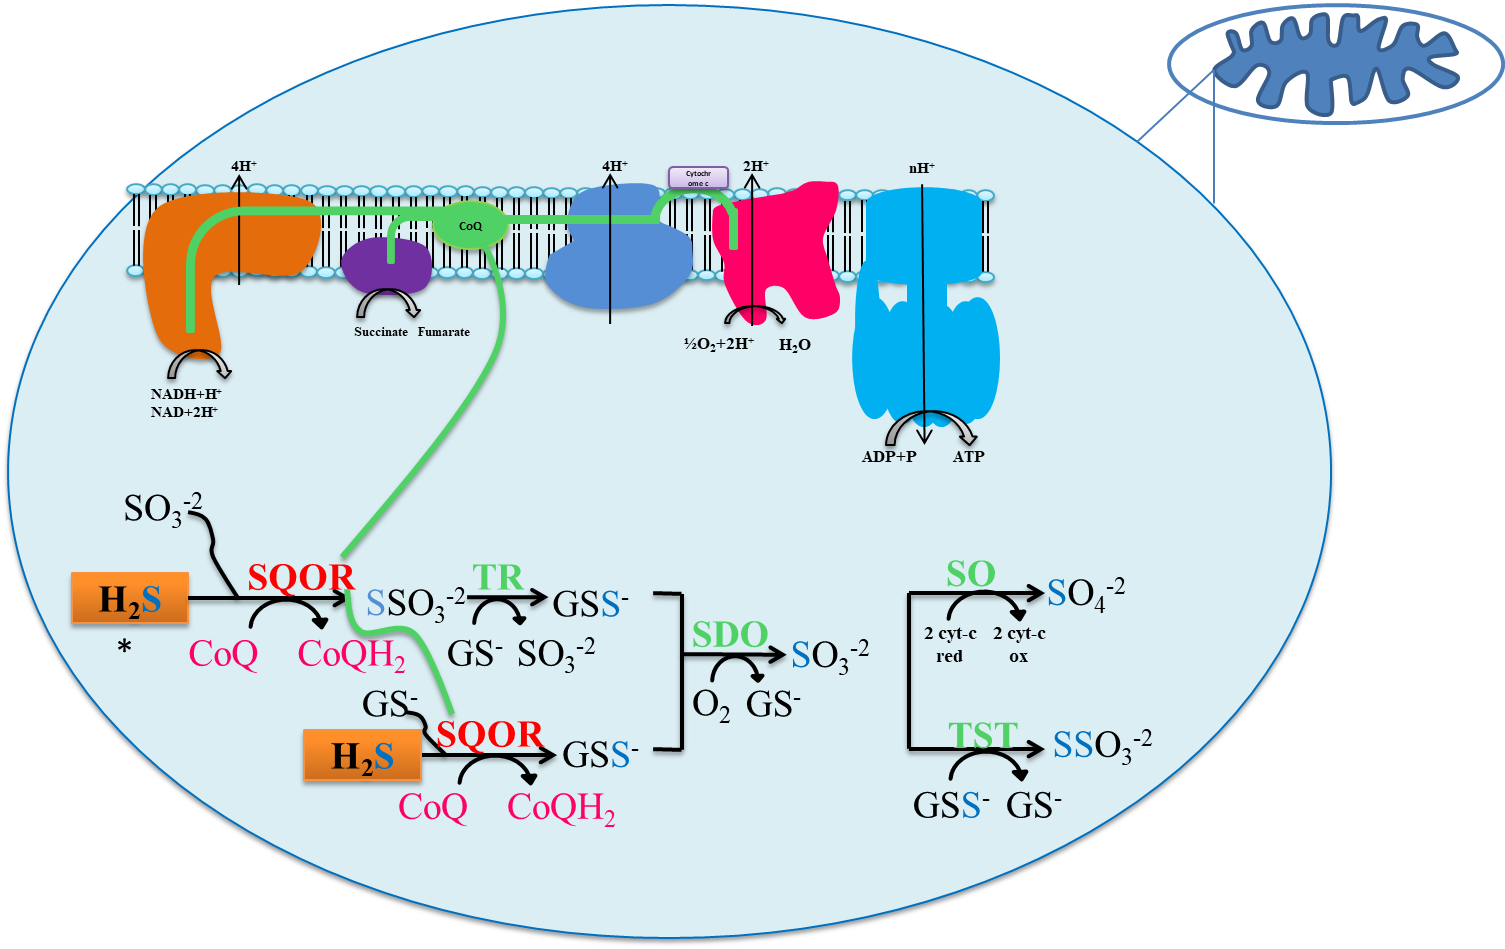 4H⁺
4H⁺
Cytochr
ome c
2H⁺
nH⁺
CoQ
Succinate Fumarate
½O₂+2H⁺ H₂O
NADH+H⁺
NAD+2H⁺
ADP+P ATP
SO₃⁻²
SQOR
H₂S
SSO₃⁻²
TR
GSS⁻
*
CoQ CoQH₂
GS⁻ SO₃⁻²
SDO
SO₃⁻²
O₂ GS⁻
SO
SO₄⁻²
2 cyt-c 2 cyt-c
red ox
GS⁻
SQOR
H₂S
GSS⁻
CoQ CoQH₂
TST
SSO₃⁻²
GSS⁻ GS⁻